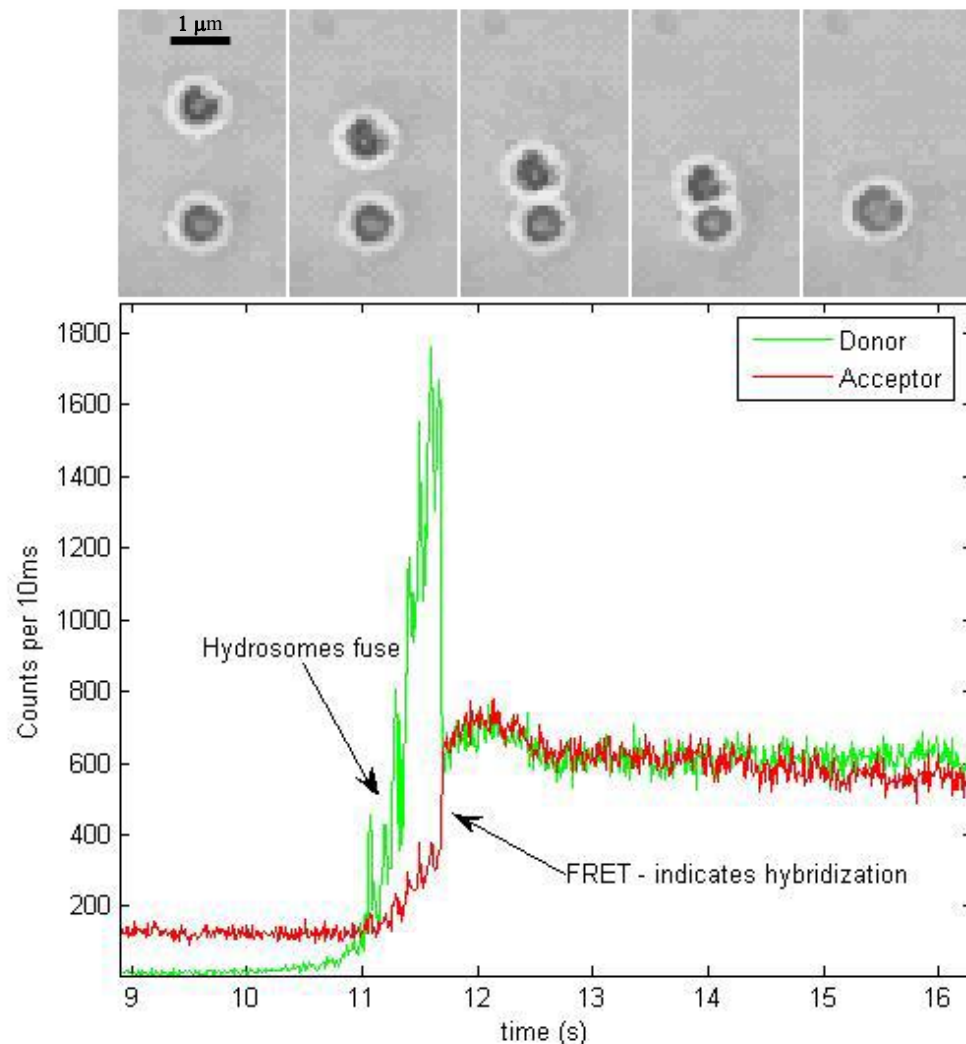 1 μm
1800
1600
1400
1200
1000
800
600
400
200
Counts per 10ms
Donor
Acceptor
Hydrosomes fuse
FRET - indicates hybridization
9 10 11 12 13 14 15 16
time (s)